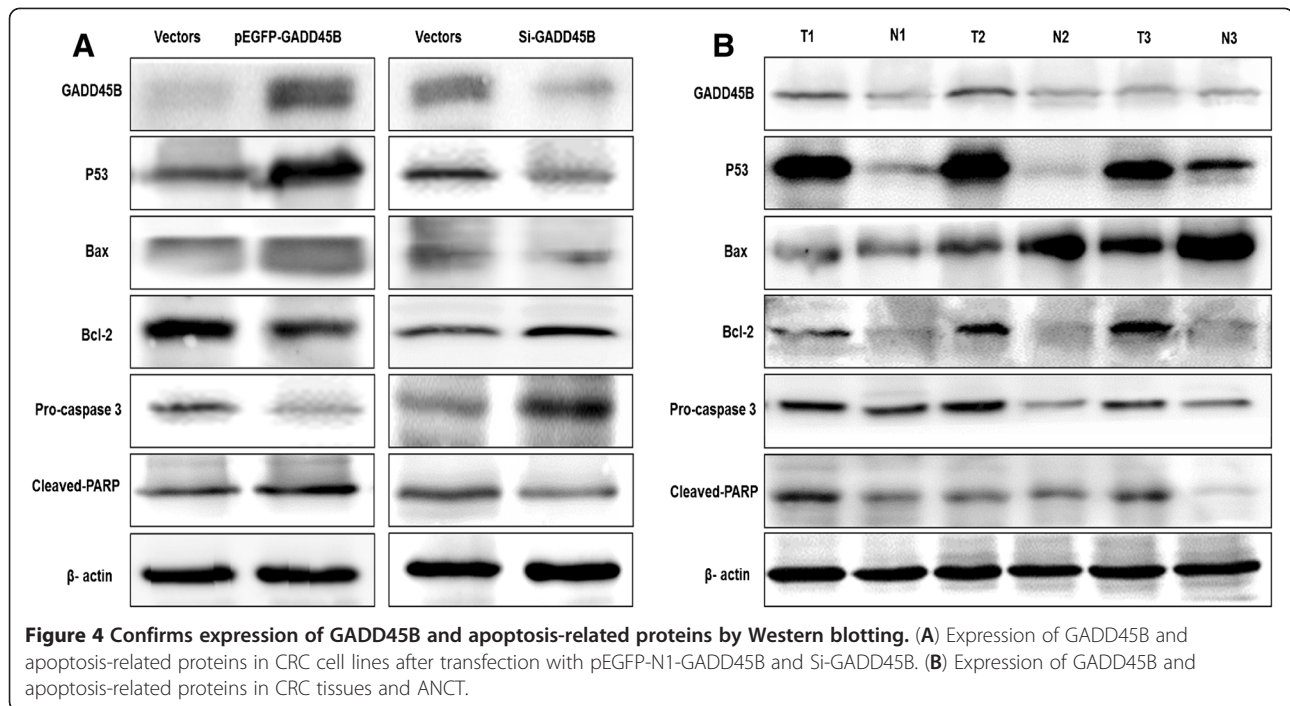 A
Vectors pEGFP-GADD45B Vectors Si-GADD45B
B
T1 N1 T2 N2 T3 N3
GADD45B GADD45B
P53 P53
Bax Bax
Bcl-2 Bcl-2
Pro-caspase 3 Pro-caspase 3
Cleaved-PARP Cleaved-PARP
β- actin β- actin
Figure 4 Confirms expression of GADD45B and apoptosis-related proteins by Western blotting. (A) Expression of GADD45B and
apoptosis-related proteins in CRC cell lines after transfection with pEGFP-N1-GADD45B and Si-GADD45B. (B) Expression of GADD45B and
apoptosis-related proteins in CRC tissues and ANCT.